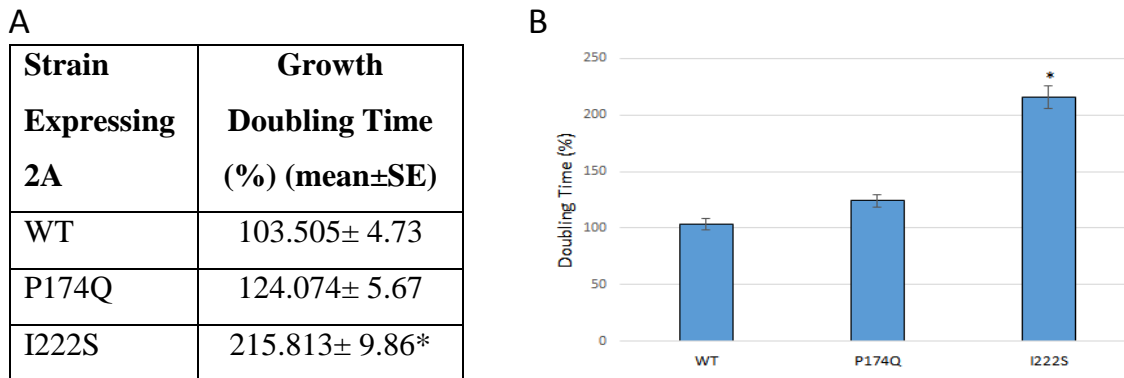 A
Strain
Expressing
2A
Growth
Doubling Time
(%) (mean±SE)
WT
103.505± 4.73
P174Q
124.074± 5.67
I222S
215.813± 9.86*
B
Doubling Time (%)
250
200
150
100
50
0
*
WT
P174Q
I222S